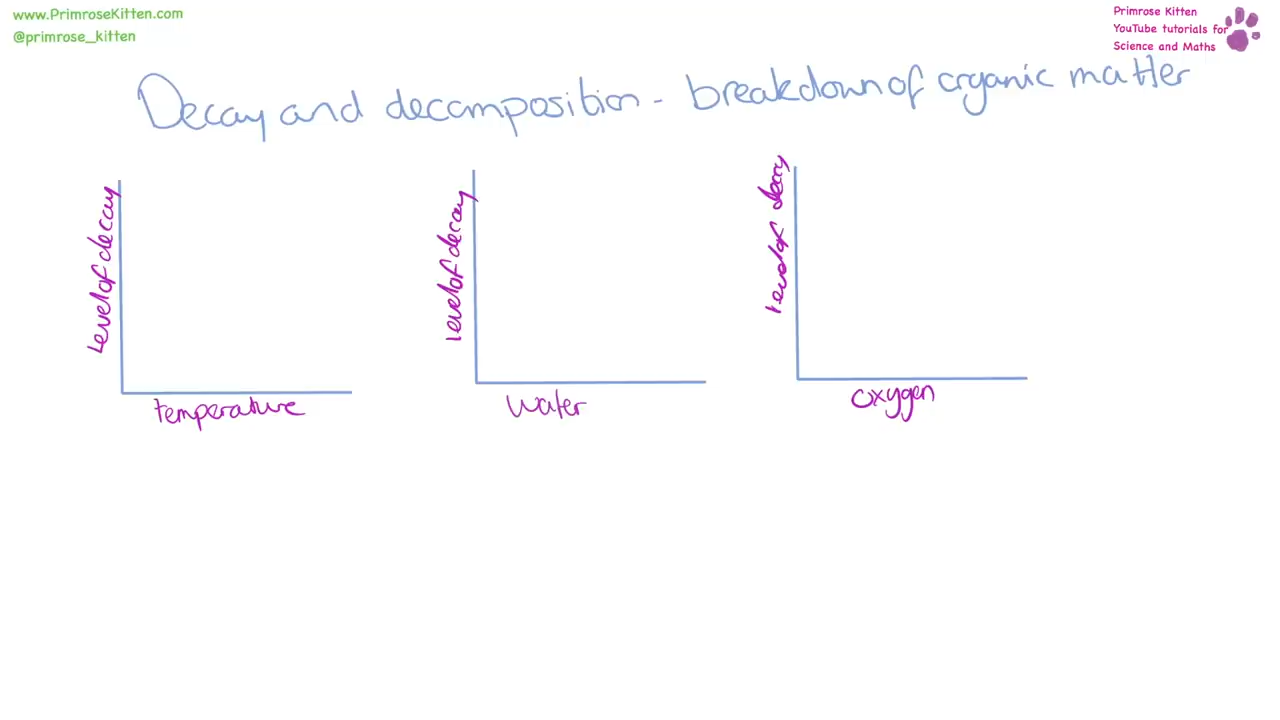 www.PrimroseKitten.com
@primrose_kitten
Primrose Kitten
YouTube tutorials for
Science and Maths
Decay and decomposition - breakdown of organic matter
Level of decay
temperature
level of decay
water
level of decay
oxygen